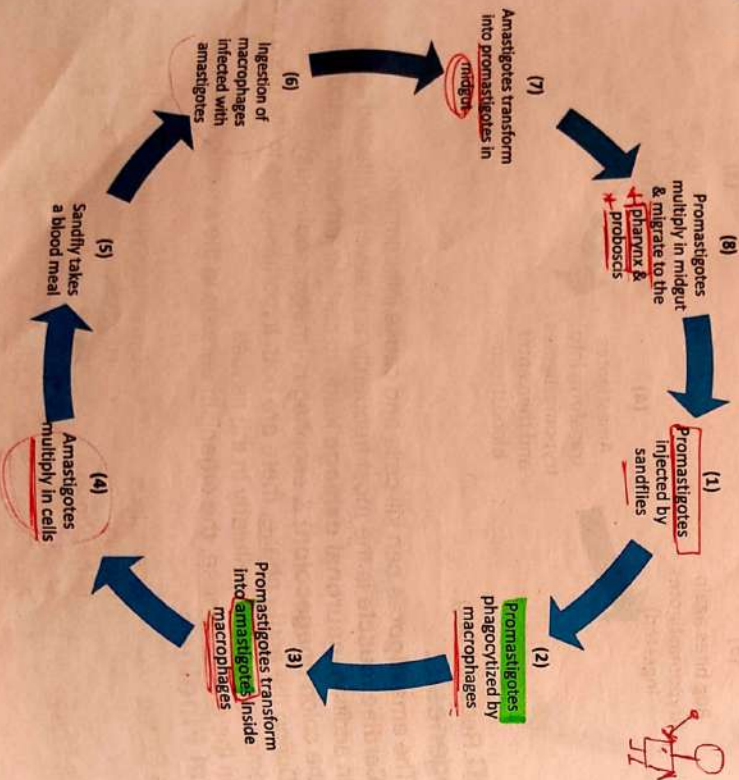 (1)
Promastigotes
injected by
sandflies
(2)
Promastigotes
phagocytized by
macrophages
(3)
Promastigotes transform
into amastigotes inside
macrophages
(4)
Amastigotes
multiply in cells
(5)
Sandfly takes
a blood meal
(6)
Ingestion of
macrophages
infected with
amastigotes
(7)
Amastigotes transform
into promastigotes in
midgut
(8)
Promastigotes
multiply in midgut
& migrate to the
pharynx &
proboscis